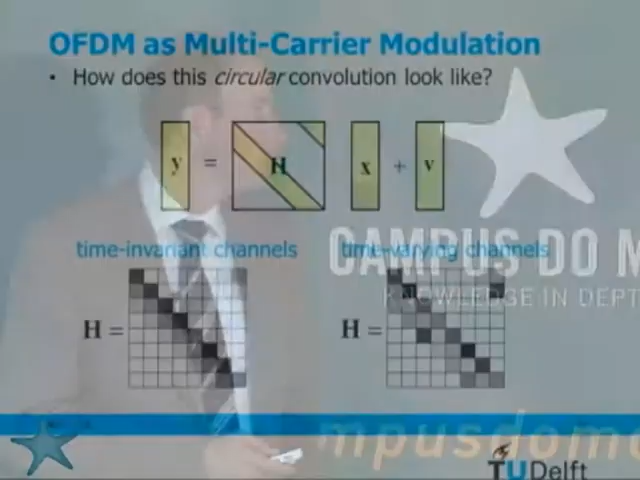 OFDM as Multi-Carrier Modulation
• How does this circular convolution look like?
y = H x + v
time-invariant channels
time-varying channels
H =
H =
CAMPUS DO M
KNOWLEDGE IN DEPT
mpusdomo
TUDelft